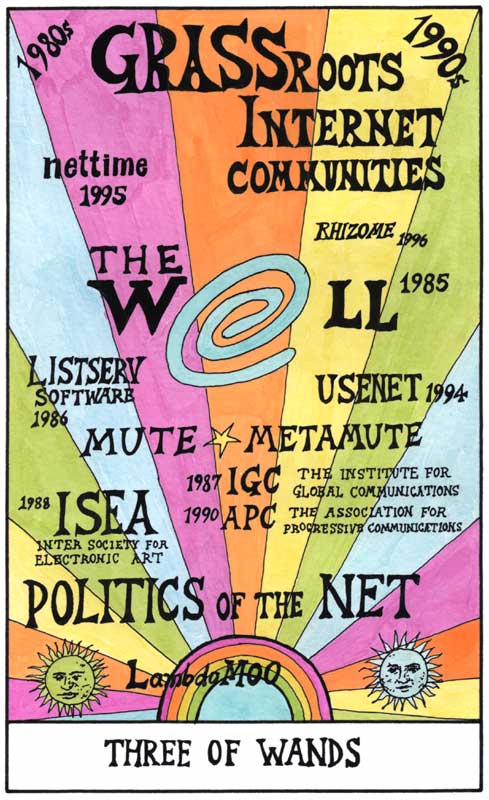 1980s
1990s
GRASSROOTS
INTERNET
COMMUNITIES
nettime
1995
RHIZOME 1996
THE
W@LL 1985
LISTSERV
SOFTWARE
1986
USENET 1994
MUTE METAMUTE
1987 IGC THE INSTITUTE FOR
GLOBAL COMMUNICATIONS
1988 ISEA
INTER SOCIETY FOR
ELECTRONIC ART
1990 APC THE ASSOCIATION FOR
PROGRESSIVE COMMUNICATIONS
POLITICS OF THE NET
LambdaMOO
THREE OF WANDS